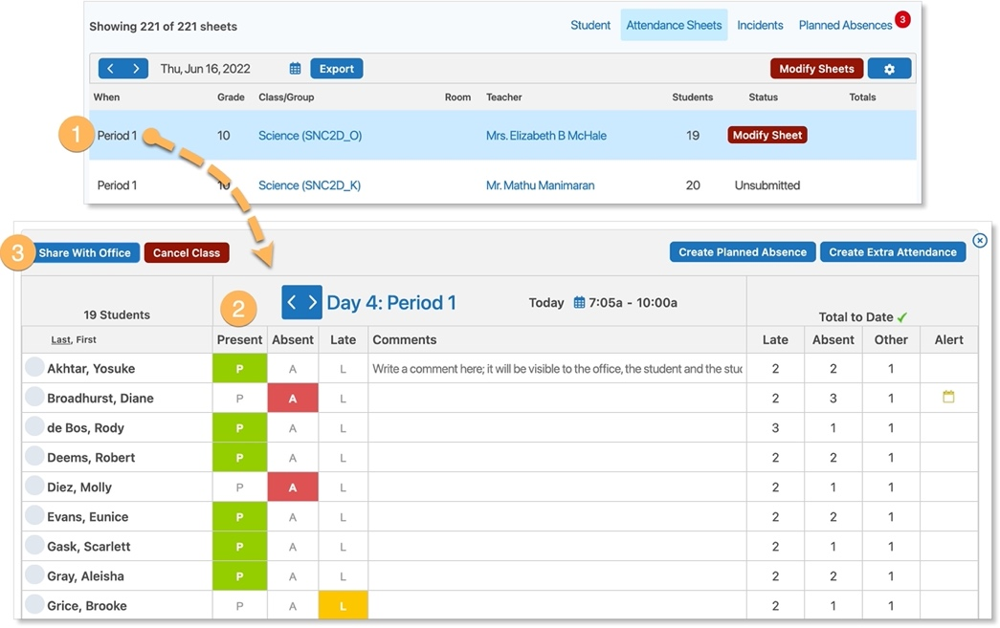 Showing 221 of 221 sheets
Student Attendance Sheets Incidents Planned Absences 3
Thu, Jun 16, 2022 Export Modify Sheets
When Grade Class/Group Room Teacher Students Status Totals
1 Period 1 10 Science (SNC2D_O) Mrs. Elizabeth B McHale 19 Modify Sheet
Period 1 10 Science (SNC2D_K) Mr. Mathu Manimaran 20 Unsubmitted
3 Share With Office Cancel Class Create Planned Absence Create Extra Attendance
19 Students 2 Day 4: Period 1 Today 7:05a - 10:00a Total to Date
Last, First Present Absent Late Comments Late Absent Other Alert
Akhtar, Yosuke P A L Write a comment here; it will be visible to the office, the student and the stuc 2 2 1
Broadhurst, Diane P A L 2 3 1
de Bos, Rody P A L 3 1 1
Deems, Robert P A L 2 2 1
Diez, Molly P A L 2 1 1
Evans, Eunice P A L 2 2 1
Gask, Scarlett P A L 2 1 1
Gray, Aleisha P A L 2 2 1
Grice, Brooke P A L 2 1 1